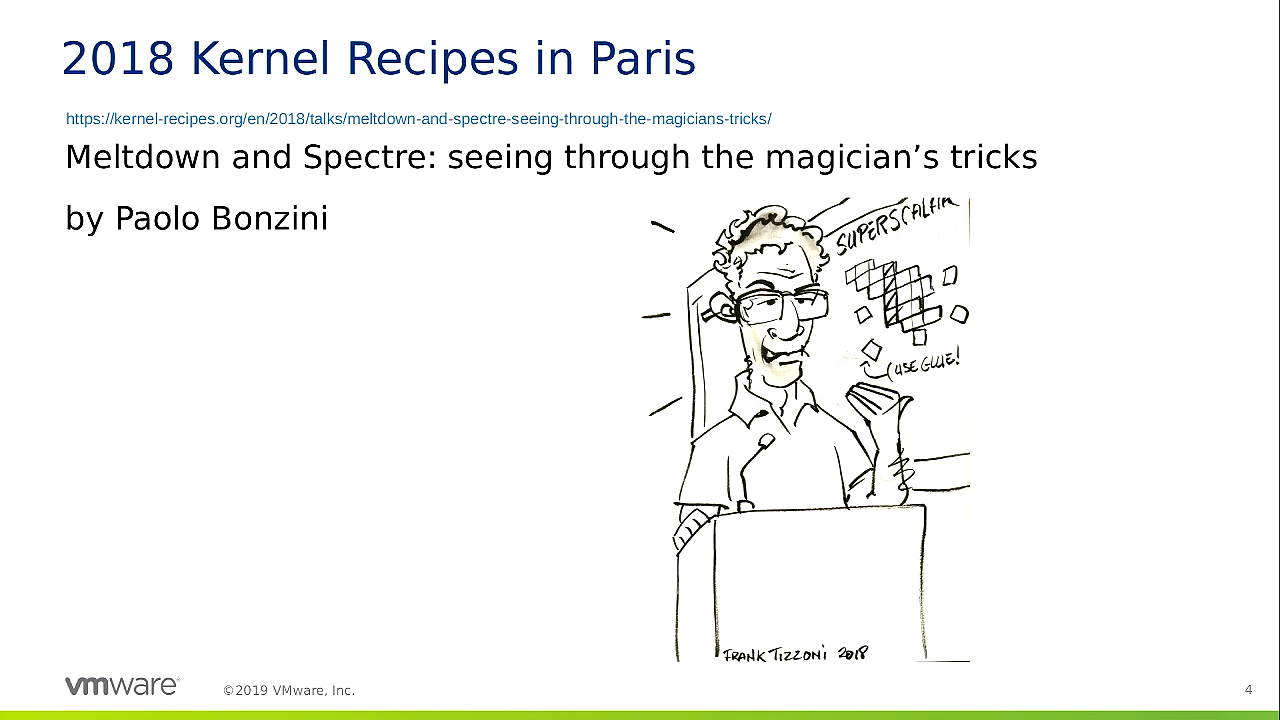 2018 Kernel Recipes in Paris
https://kernel-recipes.org/en/2018/talks/meltdown-and-spectre-seeing-through-the-magicians-tricks/
Meltdown and Spectre: seeing through the magician’s tricks
by Paolo Bonzini
SUPERSCALAR
(USE GLUE!
FRANK TIZZONI 2018
vmware®
©2019 VMware, Inc.
4